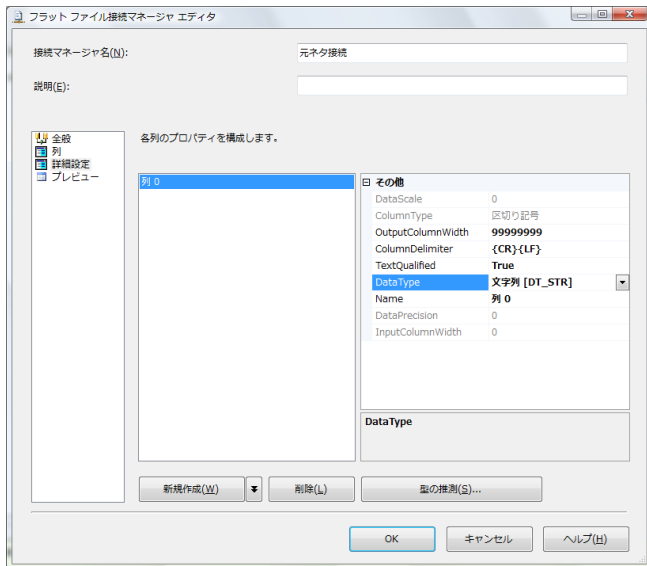 フラット ファイル接続マネージャ エディタ
接続マネージャ名(N):
元ネタ接続
説明(E):
全般
列
詳細設定
プレビュー
各列のプロパティを構成します。
列 0
その他
DataScale 0
ColumnType 区切り記号
OutputColumnWidth 99999999
ColumnDelimiter {CR}{LF}
TextQualified True
DataType 文字列 [DT_STR]
Name 列 0
DataPrecision 0
InputColumnWidth 0
DataType
新規作成(W)
削除(L)
型の推測(S)...
OK
キャンセル
ヘルプ(H)